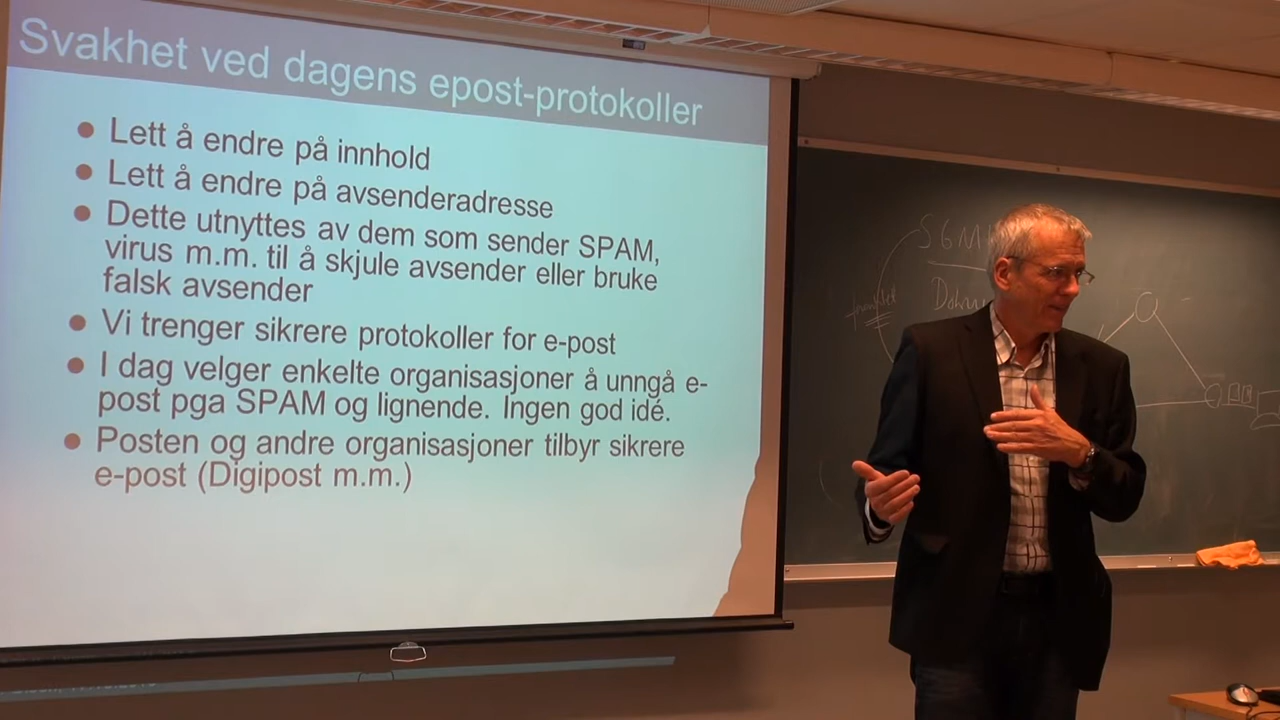 Svakhet ved dagens epost-protokoller
Lett å endre på innhold
Lett å endre på avsenderadresse
Dette utnyttes av dem som sender SPAM,
virus m.m. til å skjule avsender eller bruke
falsk avsender
Vi trenger sikrere protokoller for e-post
I dag velger enkelte organisasjoner å unngå e-
post pga SPAM og lignende. Ingen god idé.
Posten og andre organisasjoner tilbyr sikrere
e-post (Digipost m.m.)